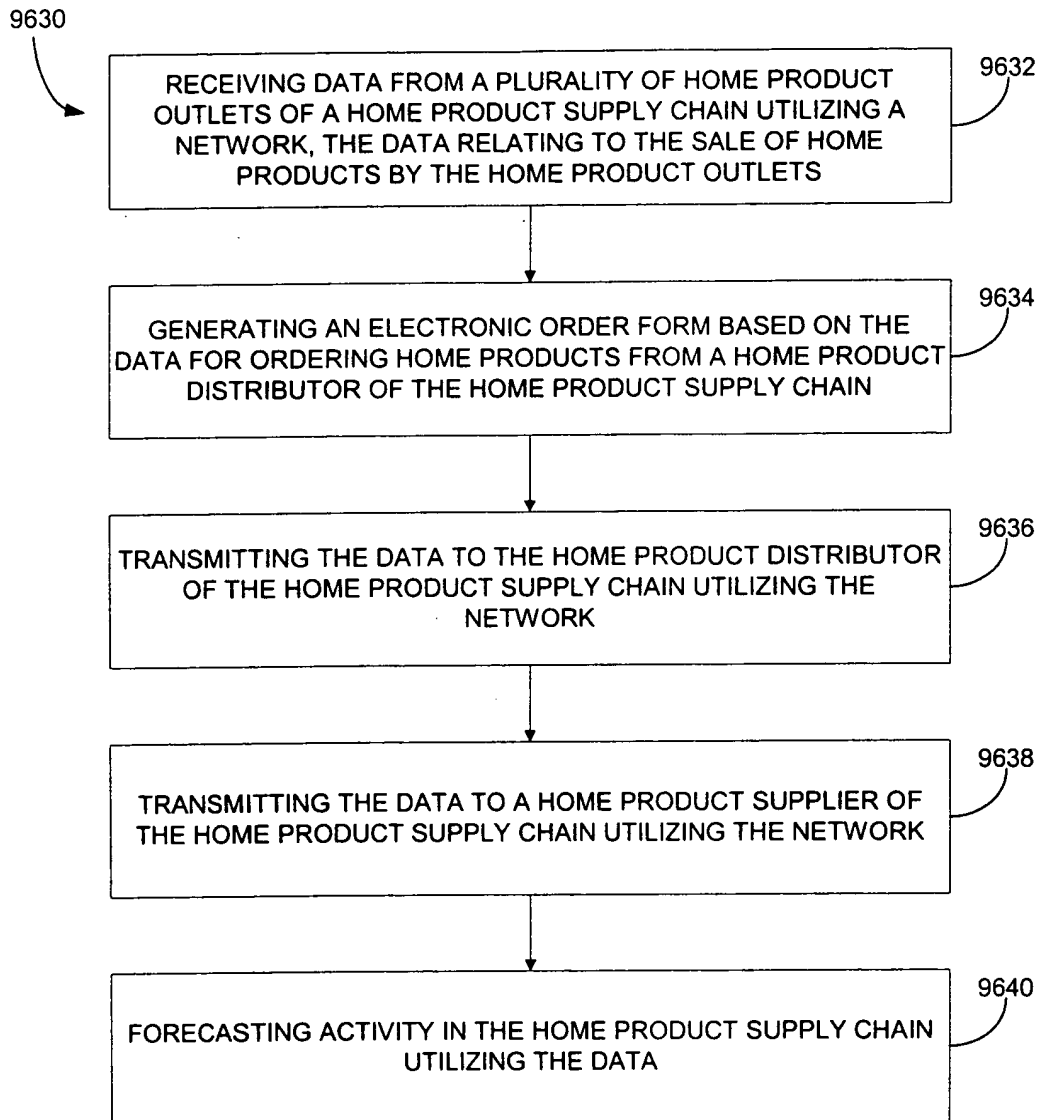 9630
RECEIVING DATA FROM A PLURALITY OF HOME PRODUCT
OUTLETS OF A HOME PRODUCT SUPPLY CHAIN UTILIZING A
NETWORK, THE DATA RELATING TO THE SALE OF HOME
PRODUCTS BY THE HOME PRODUCT OUTLETS
9632
GENERATING AN ELECTRONIC ORDER FORM BASED ON THE
DATA FOR ORDERING HOME PRODUCTS FROM A HOME PRODUCT
DISTRIBUTOR OF THE HOME PRODUCT SUPPLY CHAIN
9634
TRANSMITTING THE DATA TO THE HOME PRODUCT DISTRIBUTOR
OF THE HOME PRODUCT SUPPLY CHAIN UTILIZING THE
NETWORK
9636
TRANSMITTING THE DATA TO A HOME PRODUCT SUPPLIER OF
THE HOME PRODUCT SUPPLY CHAIN UTILIZING THE NETWORK
9638
FORECASTING ACTIVITY IN THE HOME PRODUCT SUPPLY CHAIN
UTILIZING THE DATA
9640